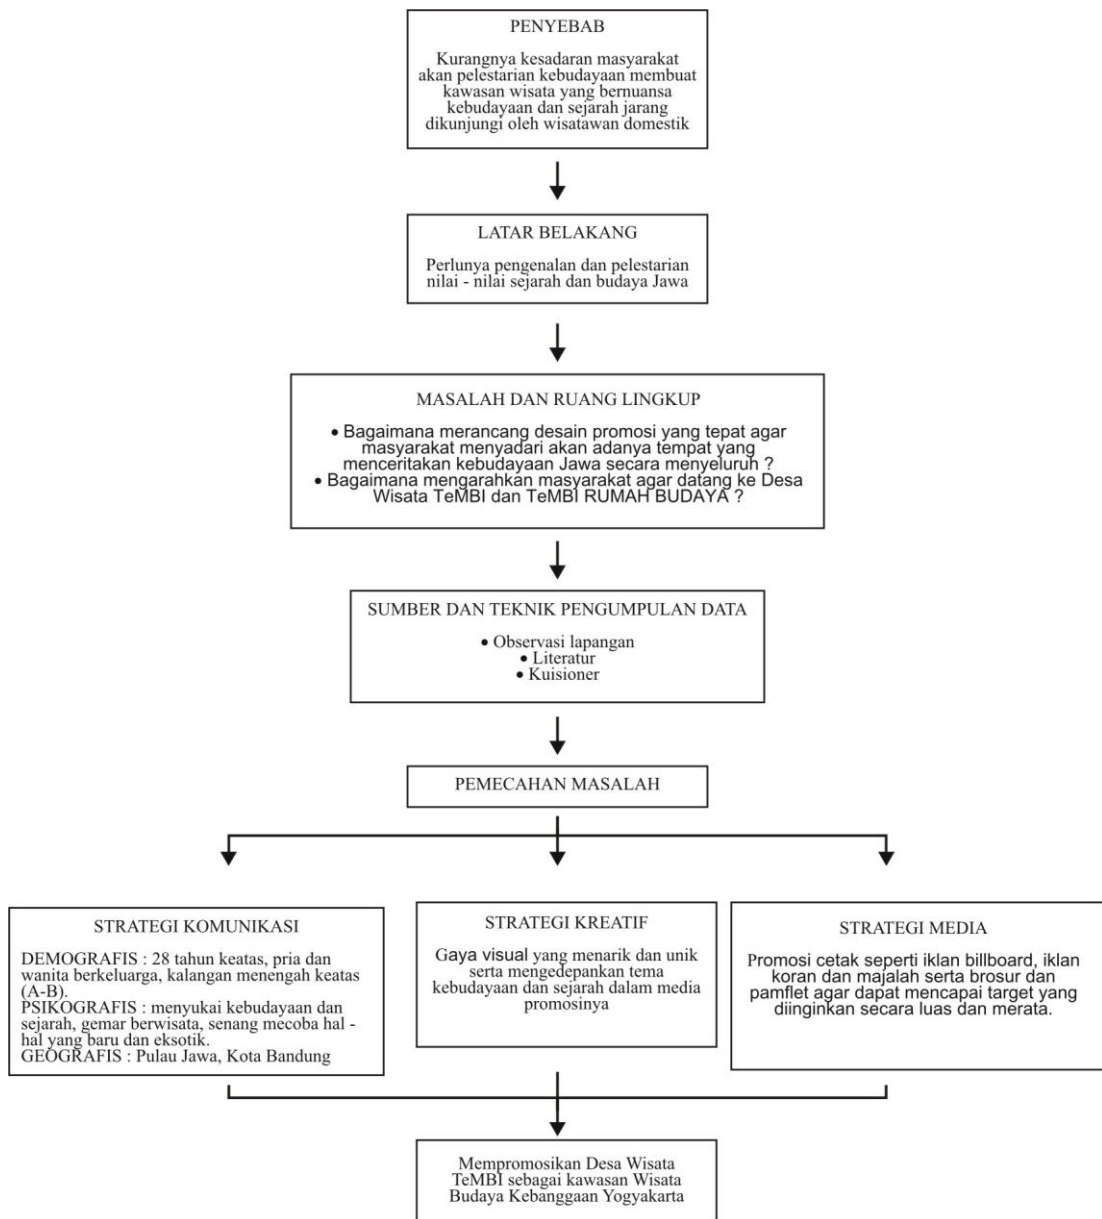 PENYEBAB
Kurangnya kesadaran masyarakat
akan pelestarian kebudayaan membuat
kawasan wisata yang bernuansa
kebudayaan dan sejarah jarang
dikunjungi oleh wisatawan domestik
LATAR BELAKANG
Perlunya pengenalan dan pelestarian
nilai - nilai sejarah dan budaya Jawa
MASALAH DAN RUANG LINGKUP
• Bagaimana merancang desain promosi yang tepat agar
masyarakat menyadari akan adanya tempat yang
menceritakan kebudayaan Jawa secara menyeluruh ?
• Bagaimana mengarahkan masyarakat agar datang ke Desa
Wisata TeMBI dan TeMBI RUMAH BUDAYA ?
SUMBER DAN TEKNIK PENGUMPULAN DATA
• Observasi lapangan
• Literatur
• Kuisioner
PEMECAHAN MASALAH
STRATEGI KOMUNIKASI
DEMOGRAFIS : 28 tahun keatas, pria dan
wanita berkeluarga, kalangan menengah keatas
(A-B).
PSIKOGRAFIS : menyukai kebudayaan dan
sejarah, gemar berwisata, senang mecoba hal -
hal yang baru dan eksotik.
GEOGRAFIS : Pulau Jawa, Kota Bandung
STRATEGI KREATIF
Gaya visual yang menarik dan unik
serta mengedepankan tema
kebudayaan dan sejarah dalam media
promosinya
STRATEGI MEDIA
Promosi cetak seperti iklan billboard, iklan
koran dan majalah serta brosur dan
pamflet agar dapat mencapai target yang
diinginkan secara luas dan merata.
Mempromosikan Desa Wisata
TeMBI sebagai kawasan Wisata
Budaya Kebanggaan Yogyakarta